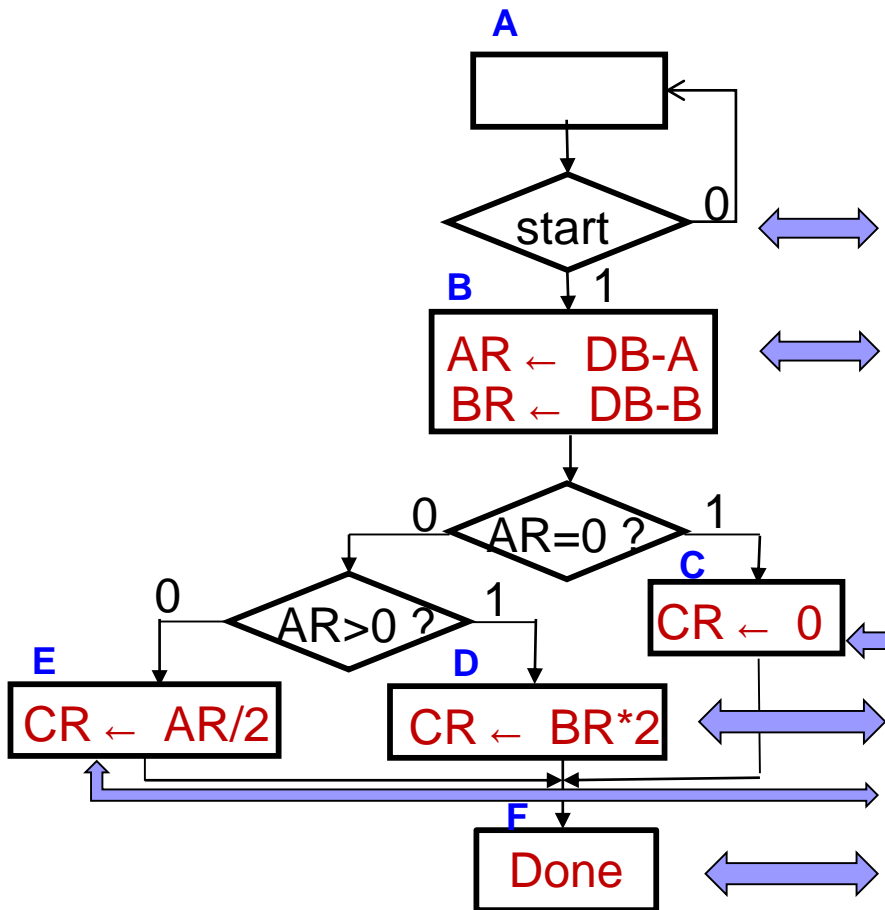 A
start
0
1
B
AR ← DB-A
BR ← DB-B
0
AR=0 ?
1
C
CR ← 0
0
AR>0 ?
1
E
CR ← AR/2
D
CR ← BR*2
F
Done